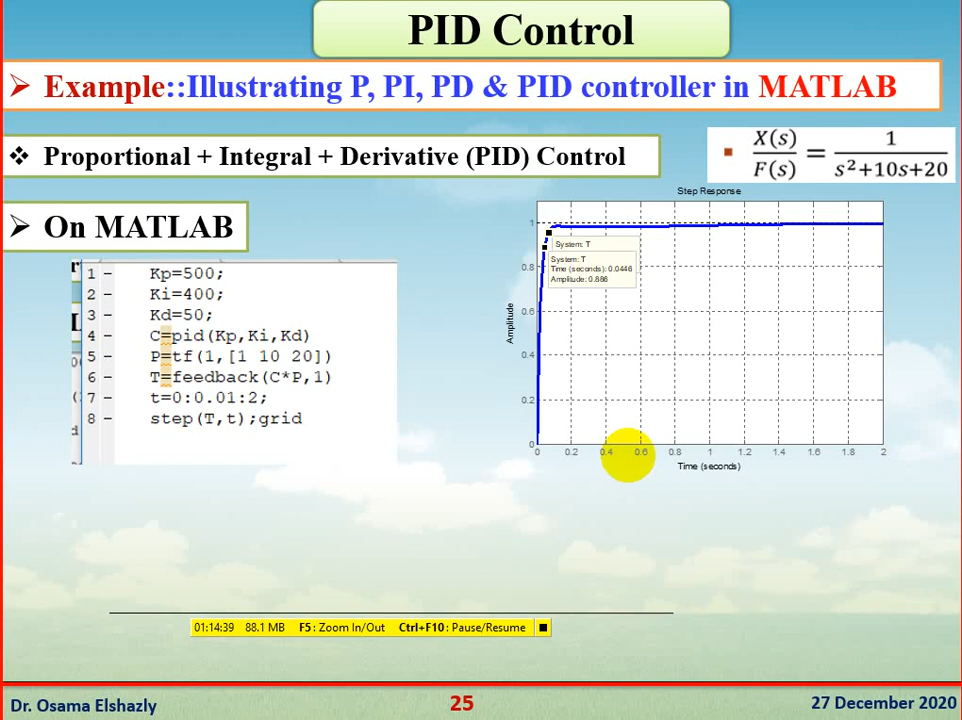 PID Control
➢ Example::Illustrating P, PI, PD & PID controller in MATLAB
❖ Proportional + Integral + Derivative (PID) Control
▪ X(s)/F(s) = 1/(s²+10s+20)
➢ On MATLAB
1 - Kp=500;
2 - Ki=400;
3 - Kd=50;
4 - C=pid(Kp,Ki,Kd)
5 - P=tf(1,[1 10 20])
6 - T=feedback(C*P,1)
7 - t=0:0.01:2;
8 - step(T,t);grid
Step Response
System: T
System: T
Time (seconds): 0.0446
Amplitude: 0.886
Amplitude
1
0.8
0.6
0.4
0.2
0
0 0.2 0.4 0.6 0.8 1 1.2 1.4 1.6 1.8 2
Time (seconds)
01:14:39 88.1 MB F5: Zoom In/Out Ctrl+F10: Pause/Resume
Dr. Osama Elshazly 25 27 December 2020